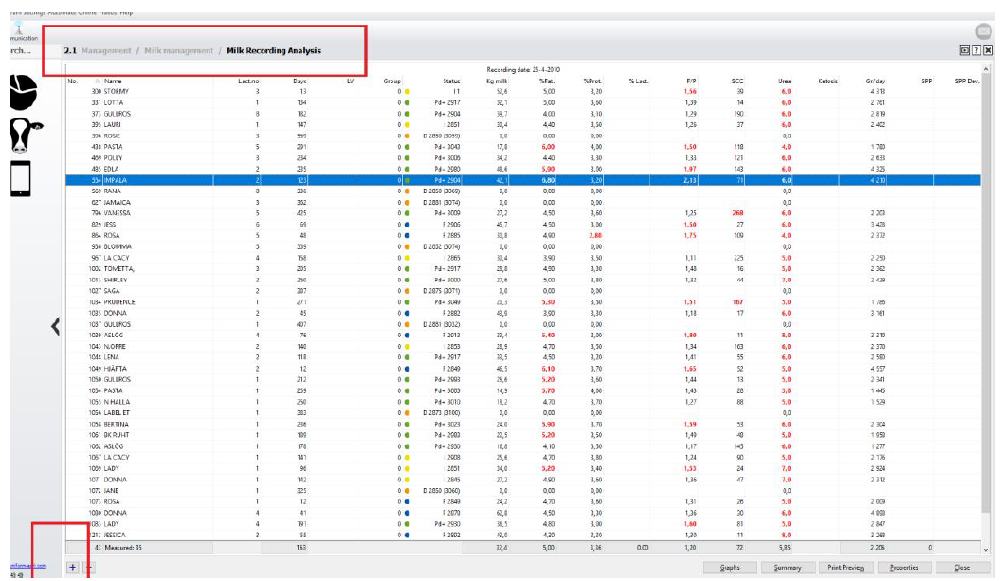 2.1 Management / Milk management / Milk Recording Analysis
Recording date: 25-4-2010
No. Name Lact.no Days LV Group Status Kg milk %Fat. %Prot. % Lact. F/P SCC Urea Ketosis Gr/day SPP SPP Dev.
300 STORMY 3 13 0 I 1 52,6 5,00 3,20 1,56 39 6,0 4 313
331 LOTTA 1 134 0 Pd+ 2917 32,1 5,00 3,60 1,39 14 6,0 2 761
373 GULLROS 8 182 0 Pd+ 2904 39,7 4,00 3,10 1,29 190 6,0 2 819
395 LAURI 1 147 0 I 2851 30,4 4,40 3,50 1,26 37 6,0 2 402
396 ROSIE 3 559 0 D 2850 (3059) 0,0 0,00 0,00 0,0
438 PASTA 5 291 0 Pd+ 3043 17,8 6,00 4,00 1,50 118 4,0 1 780
469 POLLY 3 234 0 Pd+ 3006 34,2 4,40 3,30 1,33 121 6,0 2 633
485 EDLA 2 235 0 Pd+ 2980 48,6 5,90 3,00 1,97 143 6,0 4 325
554 IMPALA 2 123 0 Pd+ 2904 42,1 6,80 3,20 2,13 71 6,0 4 210
569 RANA 8 336 0 D 2850 (3069) 0,0 0,00 0,00 0,0
627 JAMAICA 3 362 0 D 2881 (3074) 0,0 0,00 0,00 0,0
796 VANESSA 5 425 0 Pd+ 3009 27,2 4,50 3,60 1,25 268 6,0 2 203
829 JESS 6 69 0 F 2906 45,7 4,50 3,00 1,50 27 6,0 3 428
864 ROSA 5 48 0 F 2885 30,8 4,90 2,80 1,75 109 4,0 2 372
936 BLOMMA 5 339 0 D 2852 (3074) 0,0 0,00 0,00 0,0
967 LA CACY 4 158 0 I 2865 30,4 3,90 3,50 1,11 225 5,0 2 250
1002 TOMETTA, 3 205 0 Pd+ 2917 28,8 4,90 3,30 1,48 16 5,0 2 362
1013 SHIRLEY 2 250 0 Pd+ 3000 27,6 5,00 3,80 1,32 44 7,0 2 429
1027 SAGA 2 387 0 D 2875 (3071) 0,0 0,00 0,00 0,0
1034 PRUDENCE 1 271 0 Pd+ 3049 20,3 5,30 3,50 1,51 167 5,0 1 786
1035 DONNA 2 45 0 F 2882 43,9 3,90 3,30 1,18 17 6,0 3 161
1037 GULLROS 1 407 0 D 2881 (3032) 0,0 0,00 0,00 0,0
1039 ASLÖG 4 76 0 F 2913 39,4 5,40 3,00 1,80 11 8,0 3 310
1043 NJORRE 2 140 0 I 2853 28,9 4,70 3,50 1,34 163 6,0 2 370
1048 LENA 2 118 0 Pd+ 2917 33,5 4,50 3,20 1,41 55 6,0 2 580
1049 HJÄRTA 2 12 0 F 2849 46,5 6,10 3,70 1,65 52 5,0 4 557
1050 GULLROS 1 212 0 Pd+ 2993 26,6 5,20 3,60 1,44 13 5,0 2 341
1054 PASTA 1 259 0 Pd+ 3003 14,9 5,70 4,00 1,43 28 3,0 1 445
1055 N HALLA 1 250 0 Pd+ 3010 18,2 4,70 3,70 1,27 88 5,0 1 529
1056 LABEL ET 1 383 0 D 2873 (3100) 0,0 0,00 0,00 0,0
1058 BERTINA 1 236 0 Pd+ 3023 24,0 5,90 3,70 1,59 53 6,0 2 304
1061 BK RUHT 1 189 0 Pd+ 2983 22,5 5,20 3,50 1,49 48 5,0 1 958
1062 ASLÖG 1 178 0 Pd+ 2930 16,8 4,10 3,50 1,17 145 6,0 1 277
1067 LA CACY 1 141 0 I 2908 25,6 4,70 3,80 1,24 90 5,0 2 176
1069 LADY 1 96 0 I 2851 34,0 5,20 3,40 1,53 24 7,0 2 924
1071 DONNA 1 142 0 I 2845 27,2 4,90 3,60 1,36 47 7,0 2 312
1072 JANE 1 325 0 D 2850 (3060) 0,0 0,00 0,00 0,0
1073 ROSA 1 12 0 F 2849 24,2 4,70 3,60 1,31 26 5,0 2 009
1080 DONNA 4 41 0 F 2878 62,8 4,50 3,30 1,36 30 6,0 4 898
1083 LADY 4 191 0 Pd+ 2930 36,5 4,80 3,00 1,60 81 5,0 2 847
1213 JESSICA 3 55 0 F 2892 43,0 4,30 3,30 1,30 11 8,0 3 268
43 Measured: 35 163 32,4 5,00 3,36 0.00 1,20 72 5,85 2 206 0
Graphs Summary Print Preview Properties Close